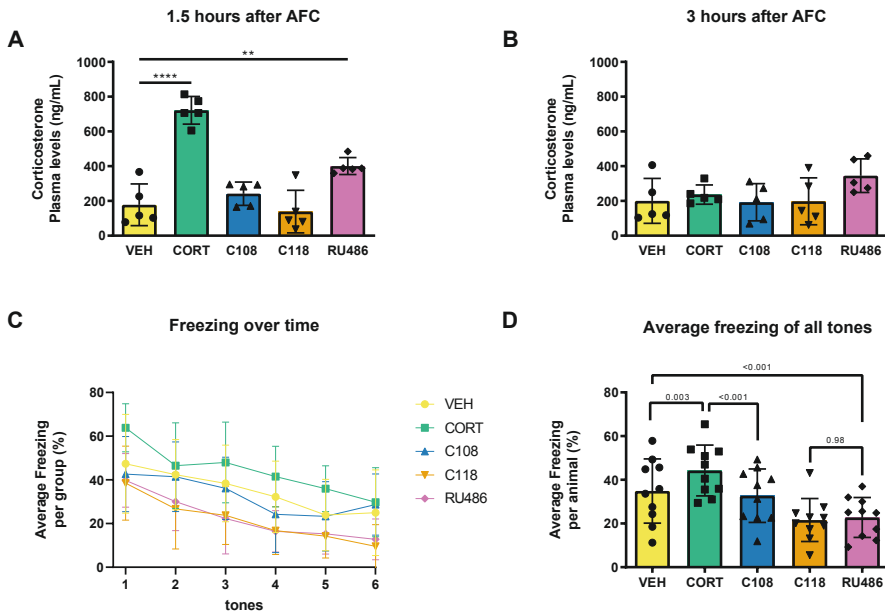 1.5 hours after AFC
A
Corticosterone
Plasma levels (ng/mL)
1000
800
600
400
200
0
**
****
VEH CORT C108 C118 RU486
3 hours after AFC
B
Corticosterone
Plasma levels (ng/mL)
1000
800
600
400
200
0
VEH CORT C108 C118 RU486
C
Freezing over time
Average Freezing
per group (%)
80
60
40
20
0
1 2 3 4 5 6
tones
VEH
CORT
C108
C118
RU486
D
Average freezing of all tones
Average Freezing
per animal (%)
80
60
40
20
0
<0.001
0.003 <0.001
0.98
VEH CORT C108 C118 RU486